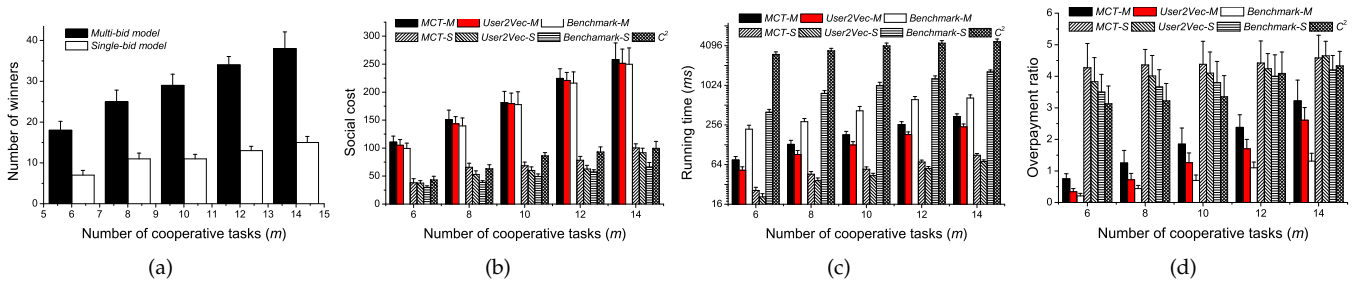 Multi-bid model
Single-bid model
Number of winners
40
30
20
10
0
5 6 7 8 9 10 11 12 13 14 15
Number of cooperative tasks (m)
(a)
MCT-M User2Vec-M Benchmark-M
MCT-S User2Vec-S Benchamark-S C²
Social cost
300
250
200
150
100
50
0
6 8 10 12 14
Number of cooperative tasks (m)
(b)
MCT-M User2Vec-M Benchmark-M
MCT-S User2Vec-S Benchmark-S C²
Running time (ms)
4096
1024
256
64
16
6 8 10 12 14
Number of cooperative tasks (m)
(c)
MCT-M User2Vec-M Benchmark-M
MCT-S User2Vec-S Benchmark-S C²
Overpayment ratio
6
5
4
3
2
1
0
6 8 10 12 14
Number of cooperative tasks (m)
(d)